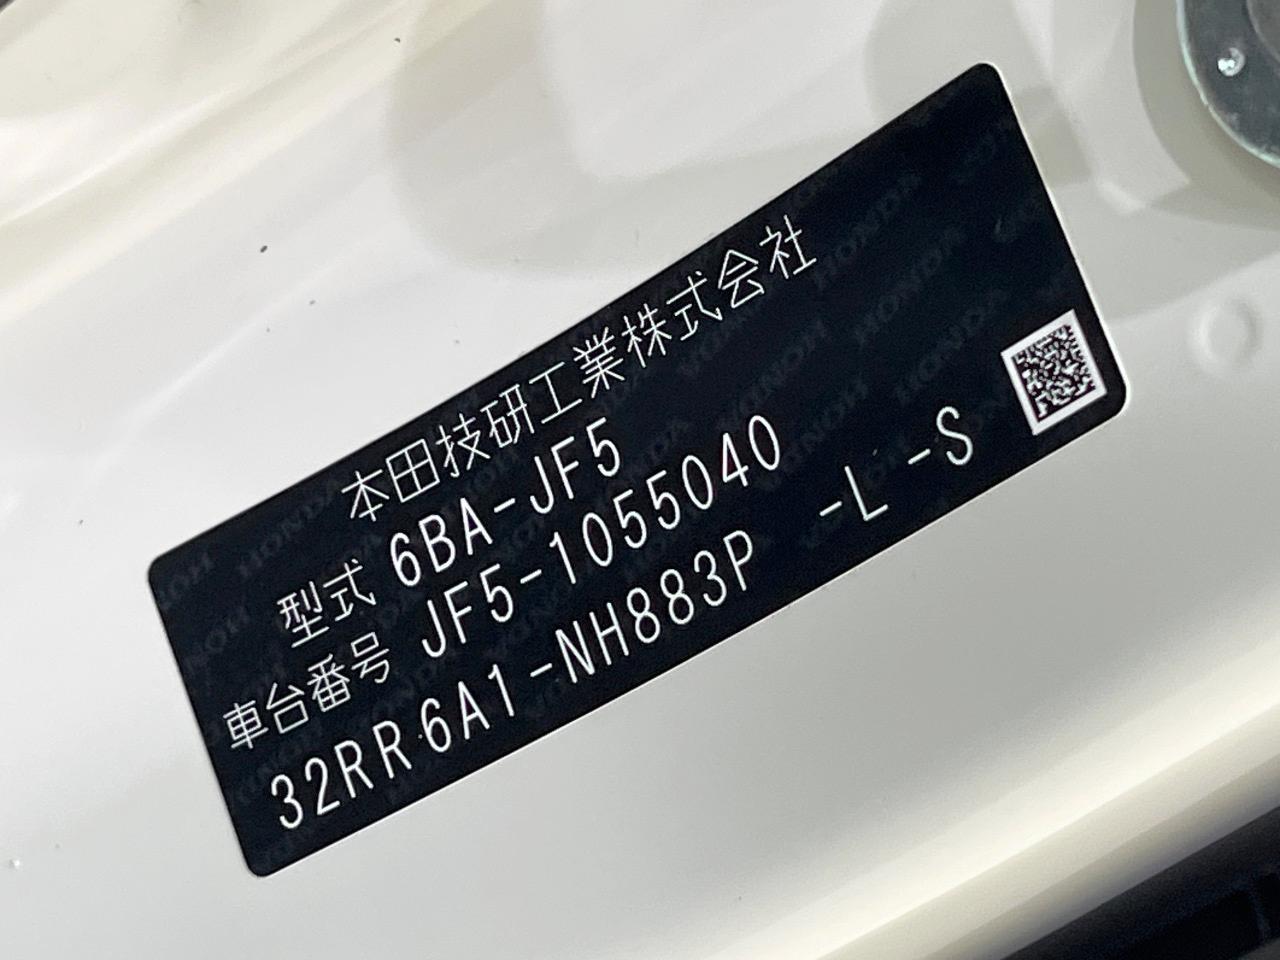 本田技研工業株式会社
型式 6BA-JF5
車台番号 JF5-1055040
32RR6A1-NH883P -L -S